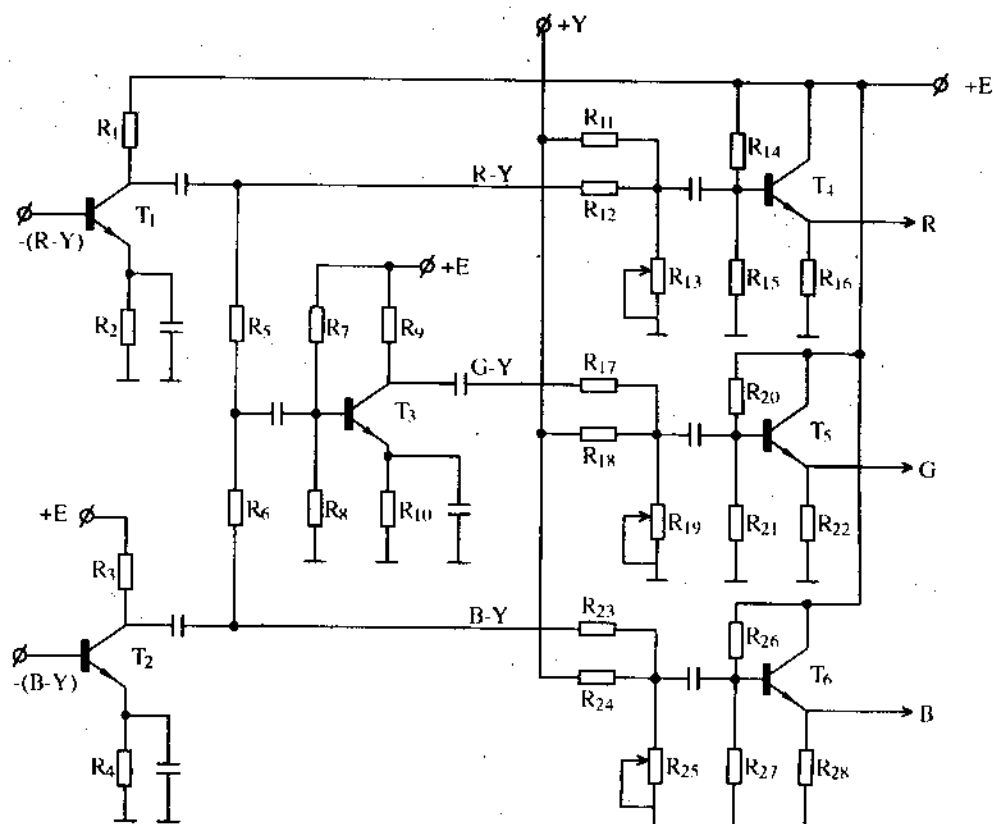 +Y
+E
R11
R1
R14
R-Y
T4
R12
T1
-(R-Y)
R
+E
R13
R15
R16
R2
R5
R7
R9
G-Y
R17
R20
T3
T5
R18
G
R6
R8
R10
+E
R19
R21
R22
R3
B-Y
R23
R26
T2
T6
-(B-Y)
R24
B
R4
R25
R27
R28